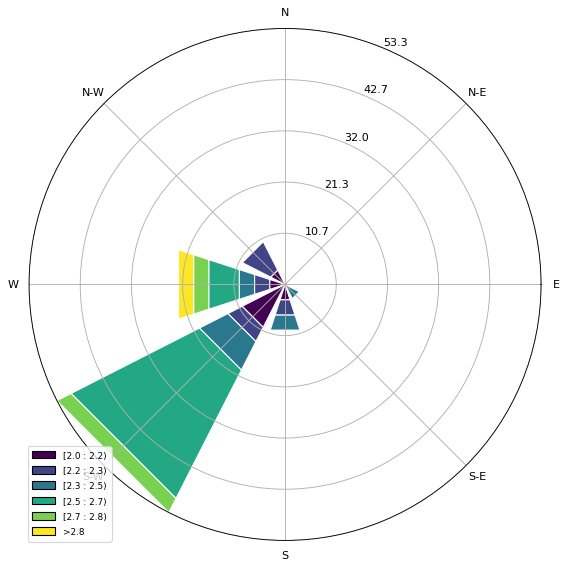 N
53.3
N-W
N-E
42.7
32.0
21.3
10.7
W
E
[2.0 : 2.2)
[2.2 : 2.3)
[2.3 : 2.5)
[2.5 : 2.7)
[2.7 : 2.8)
>2.8
S-W
S-E
S